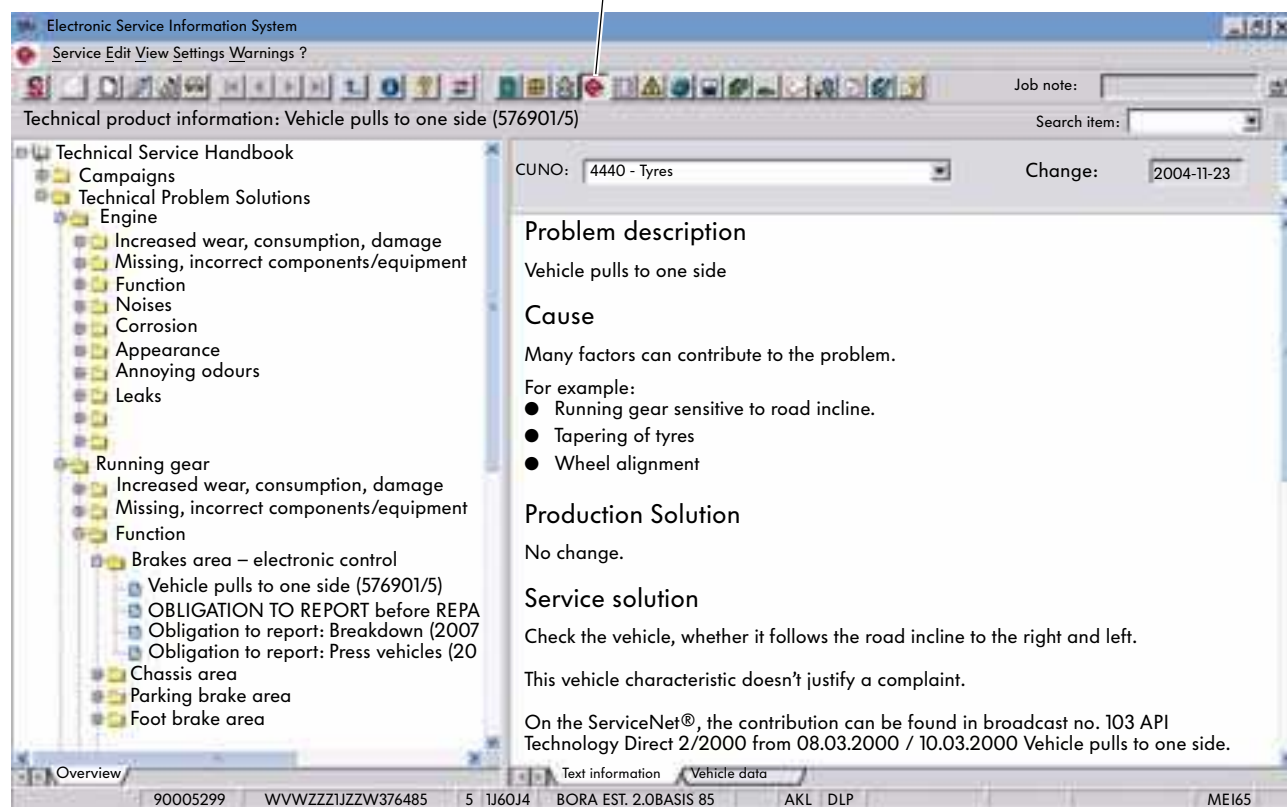 Electronic Service Information System
Service Edit View Settings Warnings ?
Job note:
Technical product information: Vehicle pulls to one side (576901/5)
Search item:
Technical Service Handbook
Campaigns
Technical Problem Solutions
Engine
Increased wear, consumption, damage
Missing, incorrect components/equipment
Function
Noises
Corrosion
Appearance
Annoying odours
Leaks
Running gear
Increased wear, consumption, damage
Missing, incorrect components/equipment
Function
Brakes area – electronic control
Vehicle pulls to one side (576901/5)
OBLIGATION TO REPORT before REPA
Obligation to report: Breakdown (2007
Obligation to report: Press vehicles (20
Chassis area
Parking brake area
Foot brake area
Overview
CUNO: 4440 - Tyres
Change: 2004-11-23
Problem description
Vehicle pulls to one side
Cause
Many factors can contribute to the problem.
For example:
● Running gear sensitive to road incline.
● Tapering of tyres
● Wheel alignment
Production Solution
No change.
Service solution
Check the vehicle, whether it follows the road incline to the right and left.
This vehicle characteristic doesn't justify a complaint.
On the ServiceNet®, the contribution can be found in broadcast no. 103 API
Technology Direct 2/2000 from 08.03.2000 / 10.03.2000 Vehicle pulls to one side.
Text information Vehicle data
90005299 WVWZZZ1JZZW376485 5 1J60J4 BORA EST. 2.0BASIS 85 AKL DLP MEI65